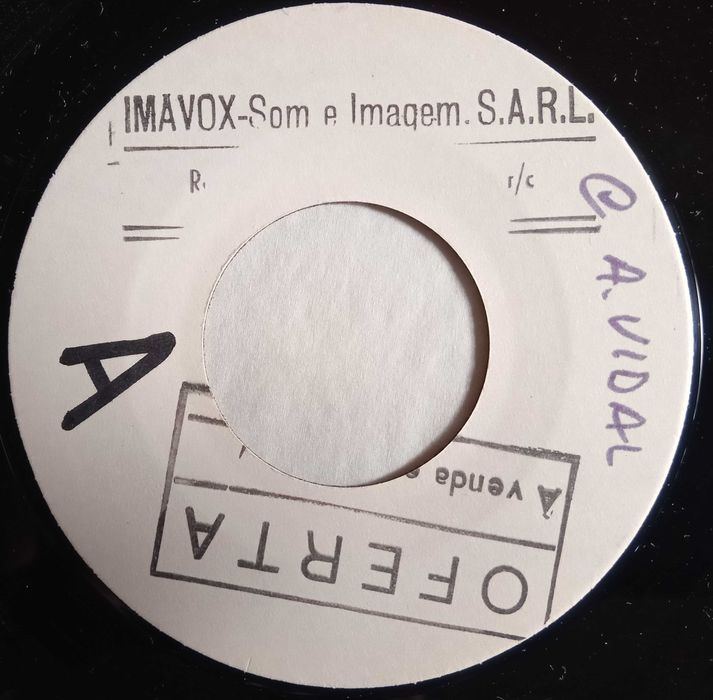 IMAVOX-Som e Imagem. S.A.R.L.
R. r/c
@ A. VIDAL
A
À venda
OFERTA